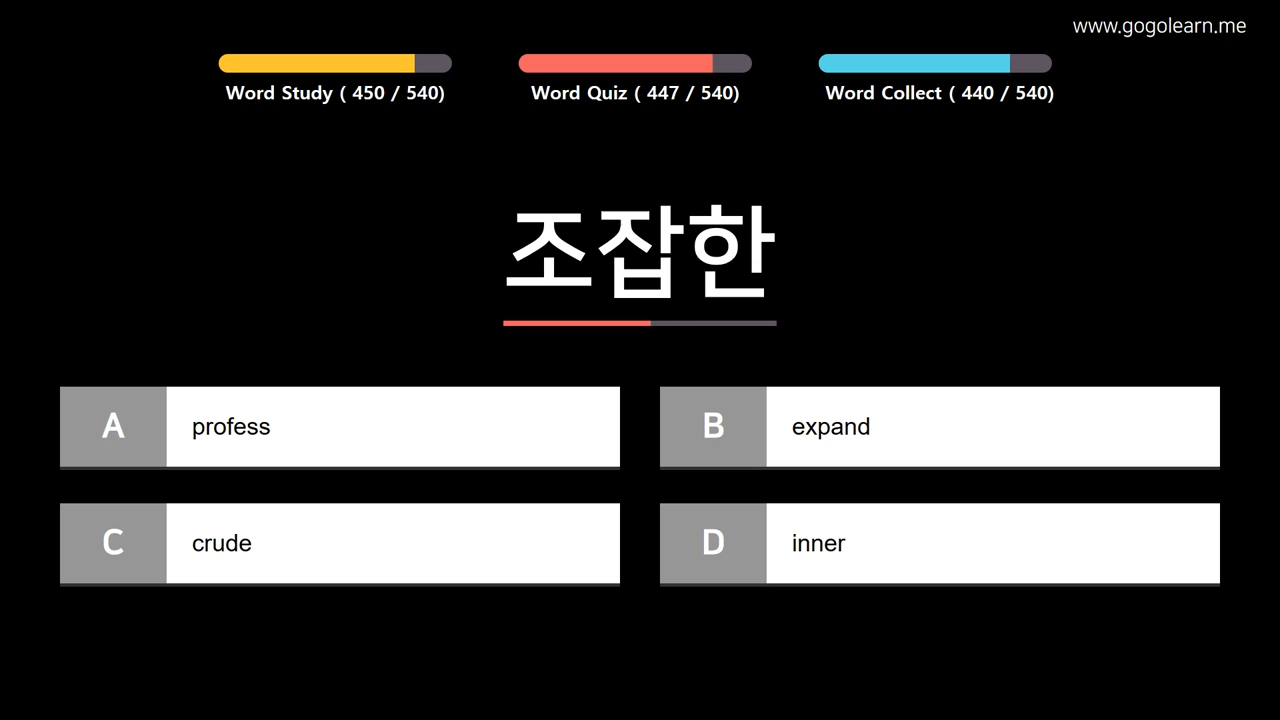 www.gogolearn.me
Word Study ( 450 / 540)
Word Quiz ( 447 / 540)
Word Collect ( 440 / 540)
조잡한
A profess
B expand
C crude
D inner